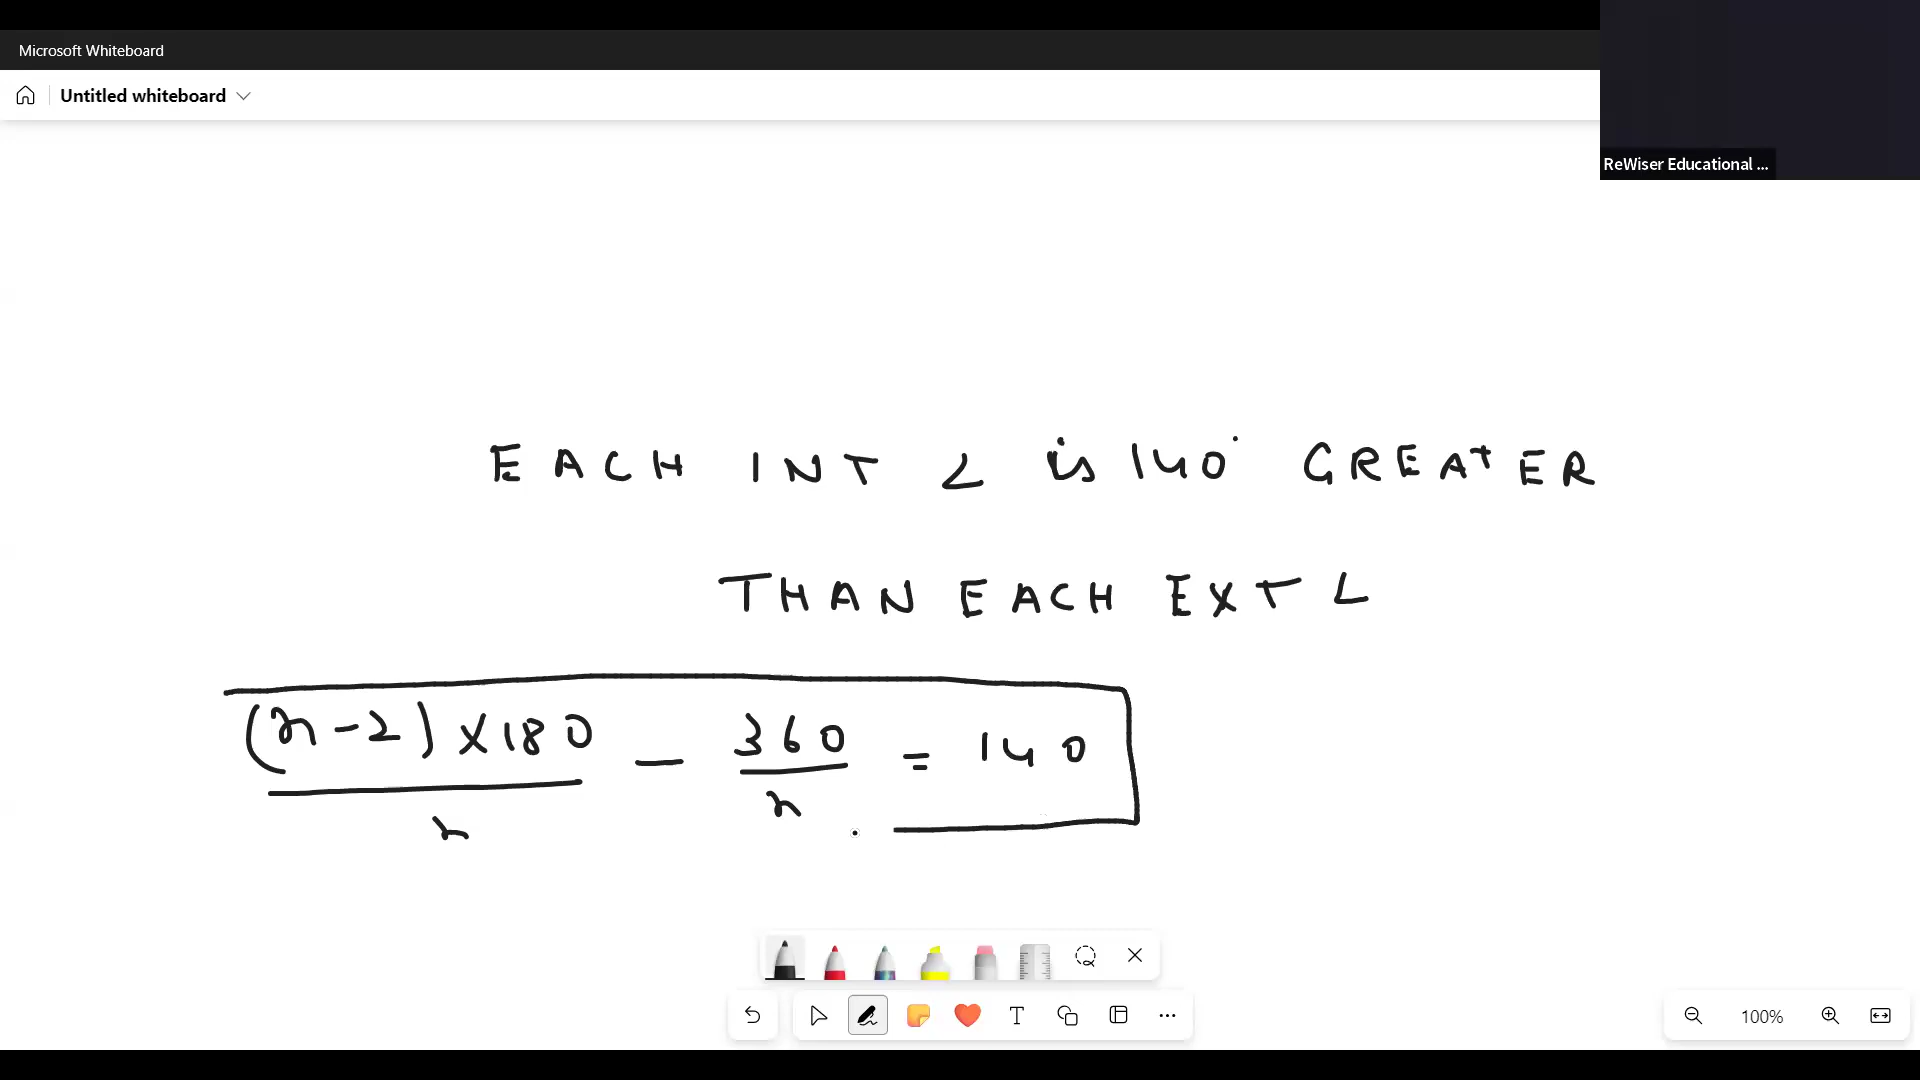 Microsoft Whiteboard
Untitled whiteboard
ReWiser Educational ...
EACH INT ∠ is 140° GREATER
THAN EACH EXT ∠
(n-2) × 180 / n − 360 / n = 140
T
100%